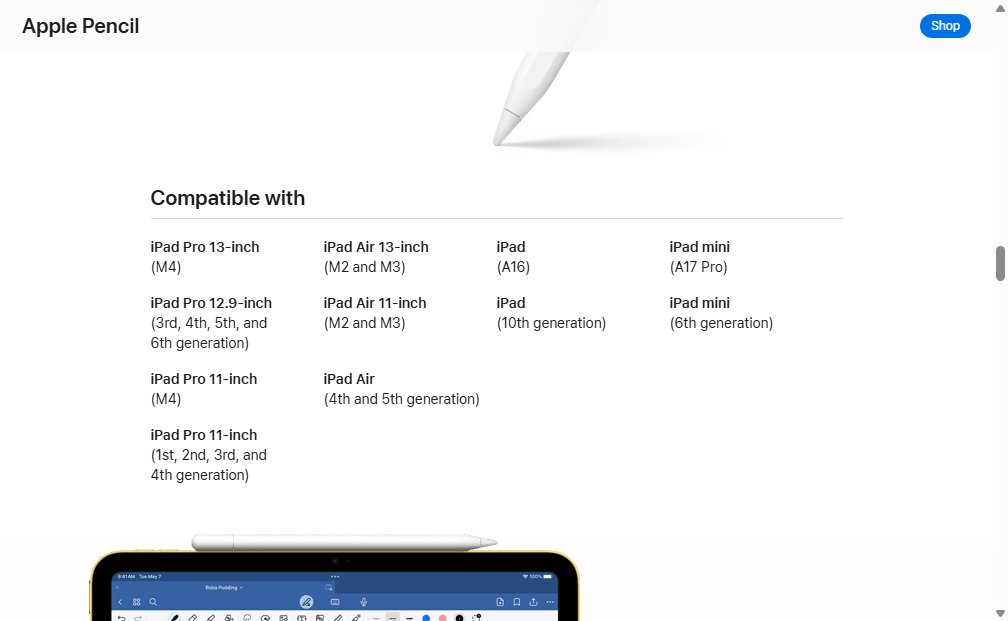 Apple Pencil
Shop
Compatible with
iPad Pro 13-inch
(M4)
iPad Air 13-inch
(M2 and M3)
iPad
(A16)
iPad mini
(A17 Pro)
iPad Pro 12.9-inch
(3rd, 4th, 5th, and
6th generation)
iPad Air 11-inch
(M2 and M3)
iPad
(10th generation)
iPad mini
(6th generation)
iPad Pro 11-inch
(M4)
iPad Air
(4th and 5th generation)
iPad Pro 11-inch
(1st, 2nd, 3rd, and
4th generation)
9:41 AM Tue May 7
100%
Boba Pudding